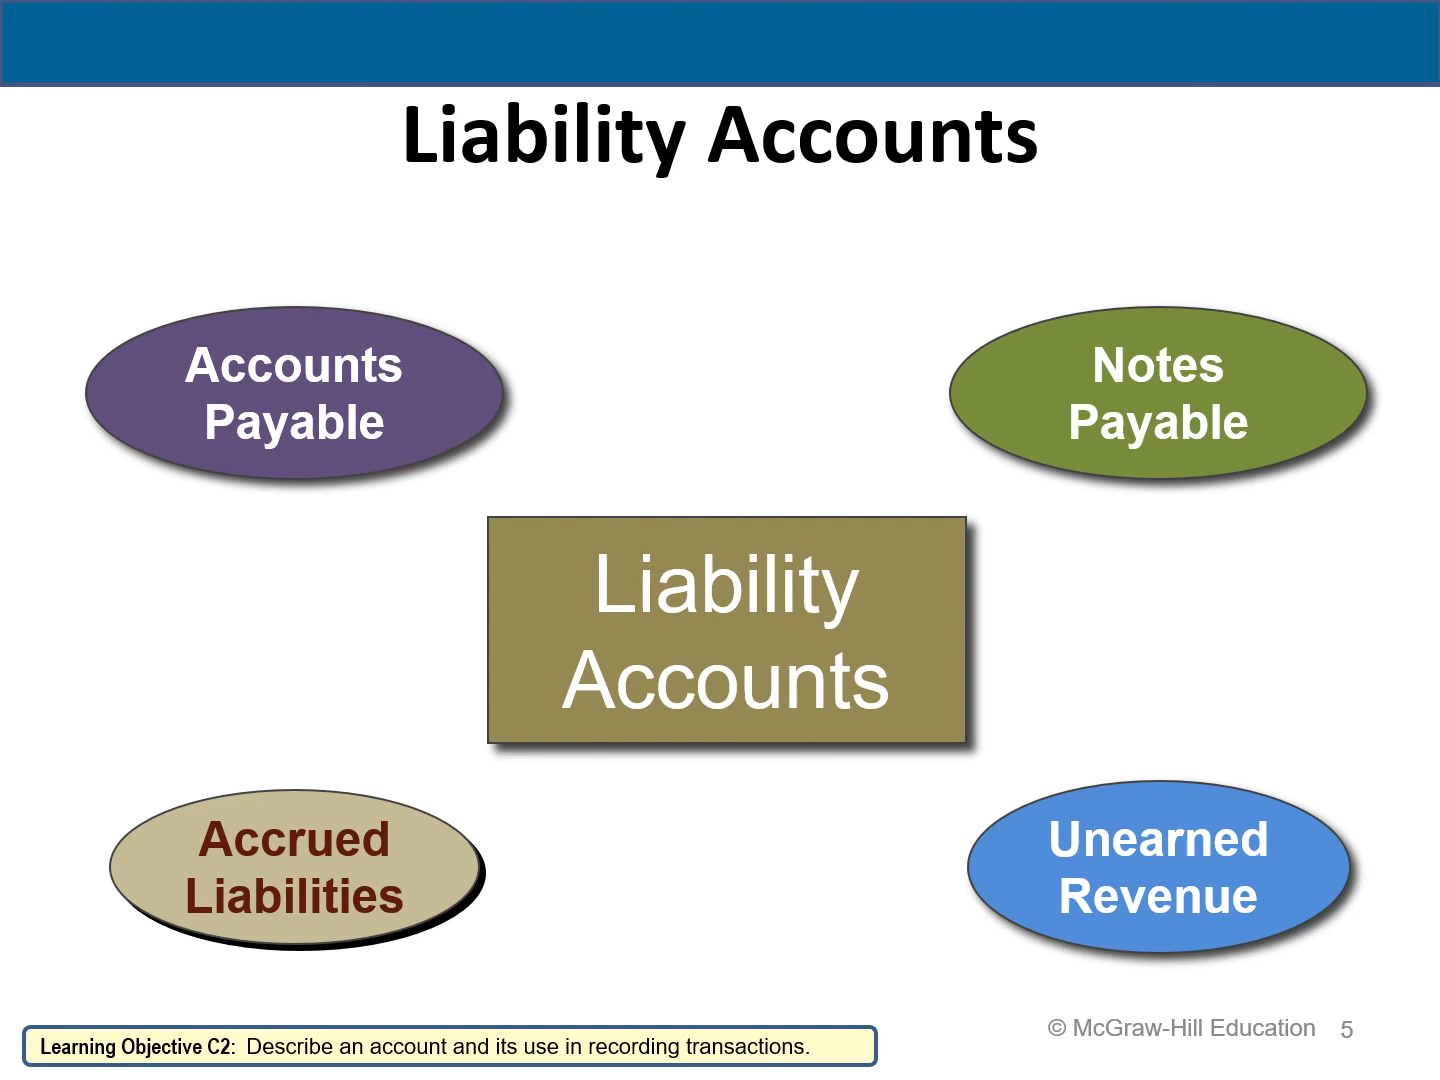 Liability Accounts
Accounts
Payable
Notes
Payable
Liability
Accounts
Accrued
Liabilities
Unearned
Revenue
Learning Objective C2: Describe an account and its use in recording transactions.
© McGraw-Hill Education 5